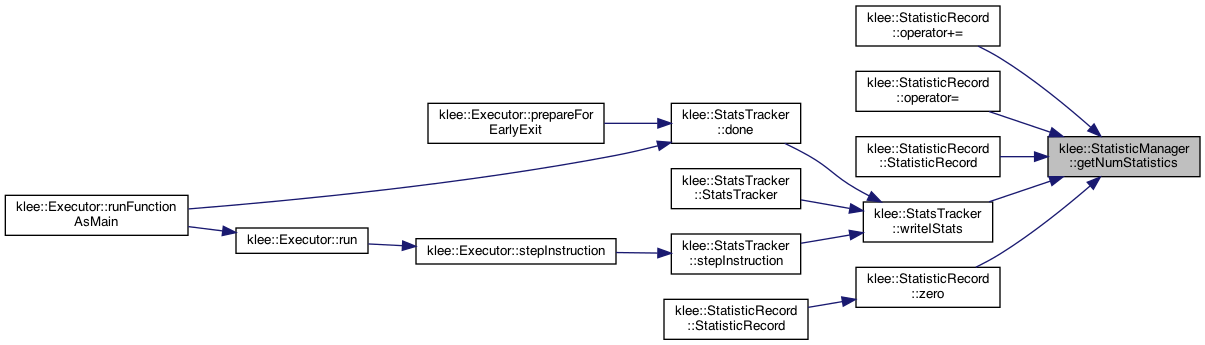 klee::StatisticRecord
::operator+=
klee::StatisticRecord
::operator=
klee::Executor::prepareFor
EarlyExit
klee::StatsTracker
::done
klee::StatisticRecord
::StatisticRecord
klee::StatisticManager
::getNumStatistics
klee::StatsTracker
::StatsTracker
klee::Executor::runFunction
AsMain
klee::StatsTracker
::writeIStats
klee::Executor::run
klee::Executor::stepInstruction
klee::StatsTracker
::stepInstruction
klee::StatisticRecord
::zero
klee::StatisticRecord
::StatisticRecord